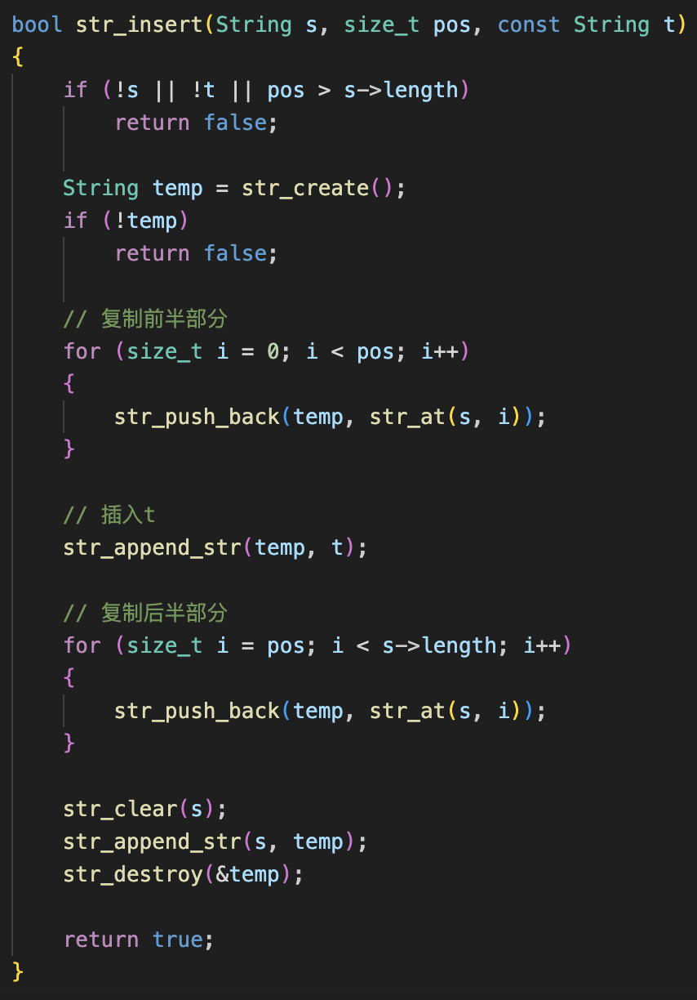 bool str_insert(String s, size_t pos, const String t)
{
    if (!s || !t || pos > s->length)
        return false;

    String temp = str_create();
    if (!temp)
        return false;

    // 复制前半部分
    for (size_t i = 0; i < pos; i++)
    {
        str_push_back(temp, str_at(s, i));
    }

    // 插入t
    str_append_str(temp, t);

    // 复制后半部分
    for (size_t i = pos; i < s->length; i++)
    {
        str_push_back(temp, str_at(s, i));
    }

    str_clear(s);
    str_append_str(s, temp);
    str_destroy(&temp);

    return true;
}